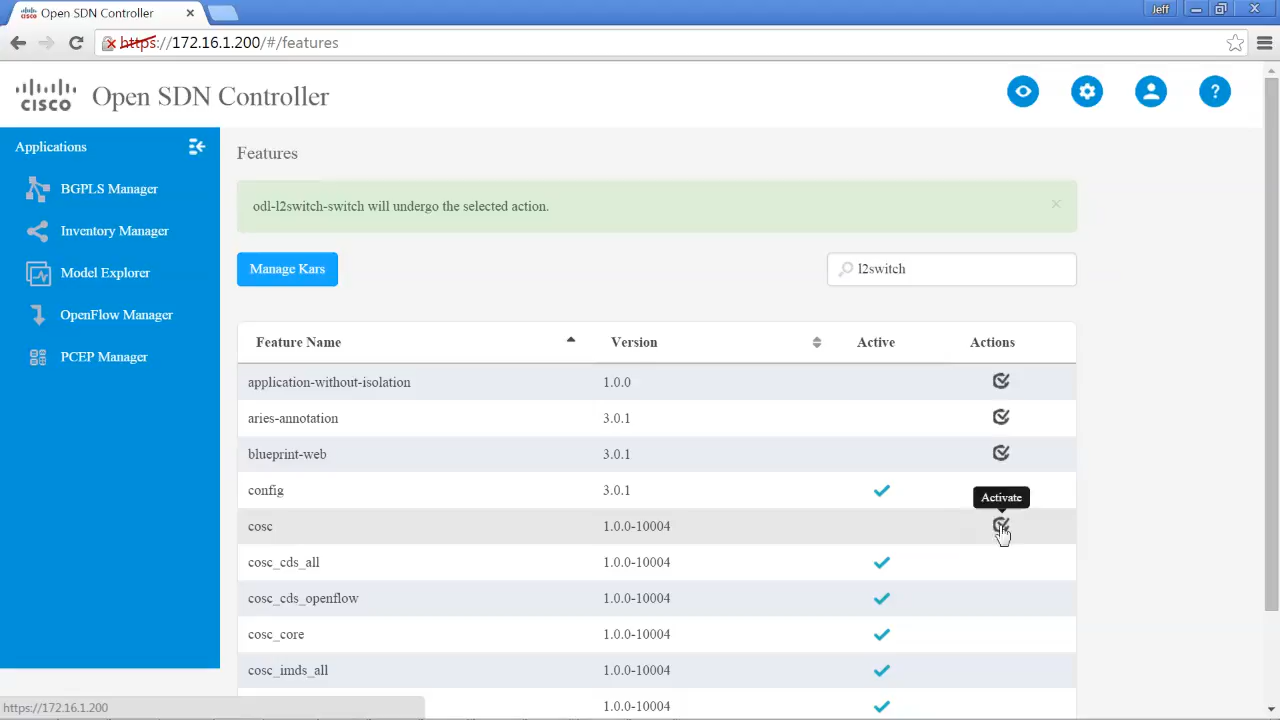 Open SDN Controller
Jeff
https://172.16.1.200/#/features
CISCO
Open SDN Controller
?
Applications
BGPLS Manager
Inventory Manager
Model Explorer
OpenFlow Manager
PCEP Manager
Features
odl-l2switch-switch will undergo the selected action.
Manage Kars
l2switch
Feature Name Version Active Actions
application-without-isolation 1.0.0
aries-annotation 3.0.1
blueprint-web 3.0.1
config 3.0.1
Activate
cosc 1.0.0-10004
cosc_cds_all 1.0.0-10004
cosc_cds_openflow 1.0.0-10004
cosc_core 1.0.0-10004
cosc_imds_all 1.0.0-10004
1.0.0-10004
https://172.16.1.200